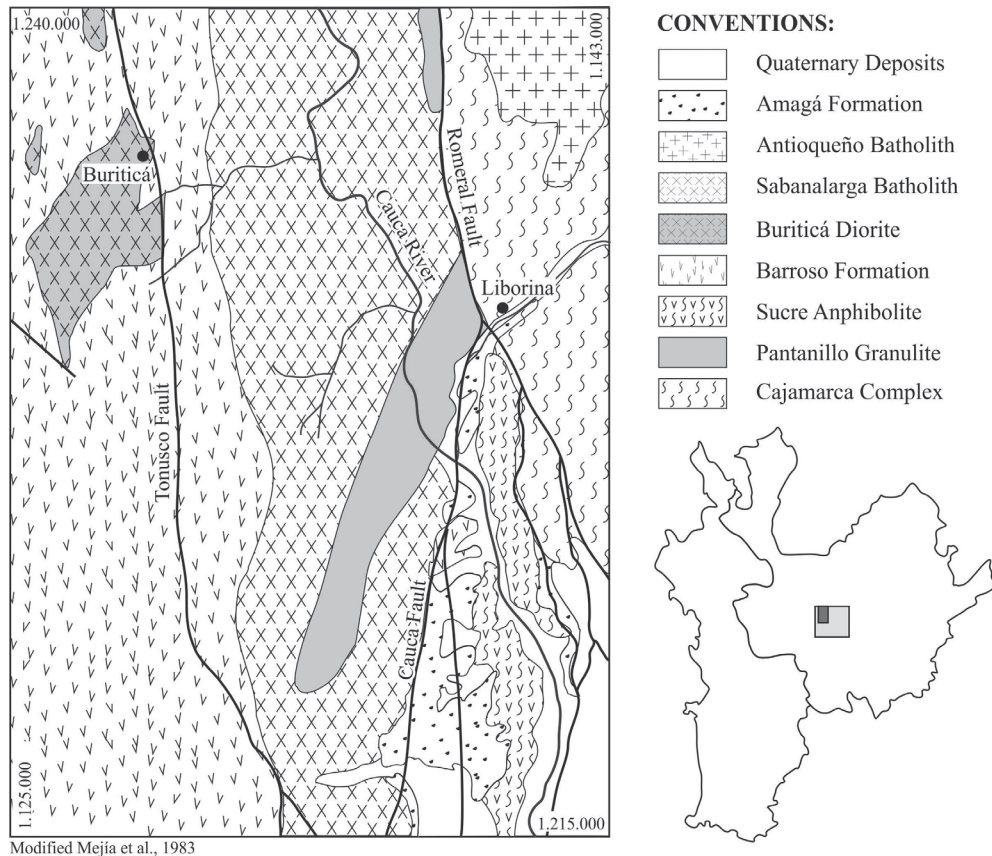 1.240.000
1.143.000
Buriticá
Romeral Fault
Cauca River
Liborina
Tonusco Fault
Cauca Fault
1.125.000
1.215.000
Modified Mejía et al., 1983
CONVENTIONS:
Quaternary Deposits
Amagá Formation
Antioqueño Batholith
Sabanalarga Batholith
Buriticá Diorite
Barroso Formation
Sucre Anphibolite
Pantanillo Granulite
Cajamarca Complex